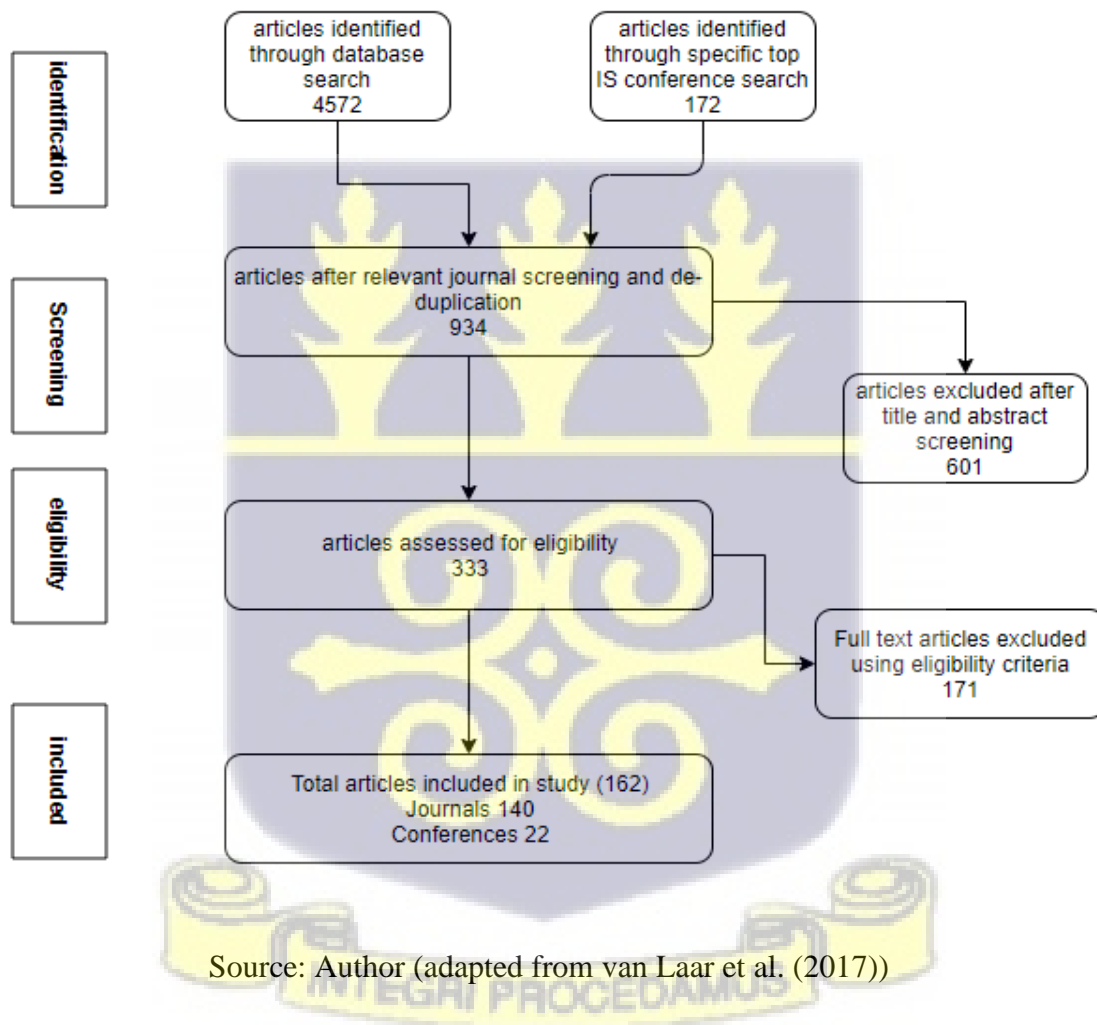 identification
articles identified
through database
search
4572
articles identified
through specific top
IS conference search
172
Screening
articles after relevant journal screening and de-
duplication
934
articles excluded after
title and abstract
screening
601
eligibility
articles assessed for eligibility
333
Full text articles excluded
using eligibility criteria
171
included
Total articles included in study (162)
Journals 140
Conferences 22
Source: Author (adapted from van Laar et al. (2017))
INTEGRI PROCEDAMUS